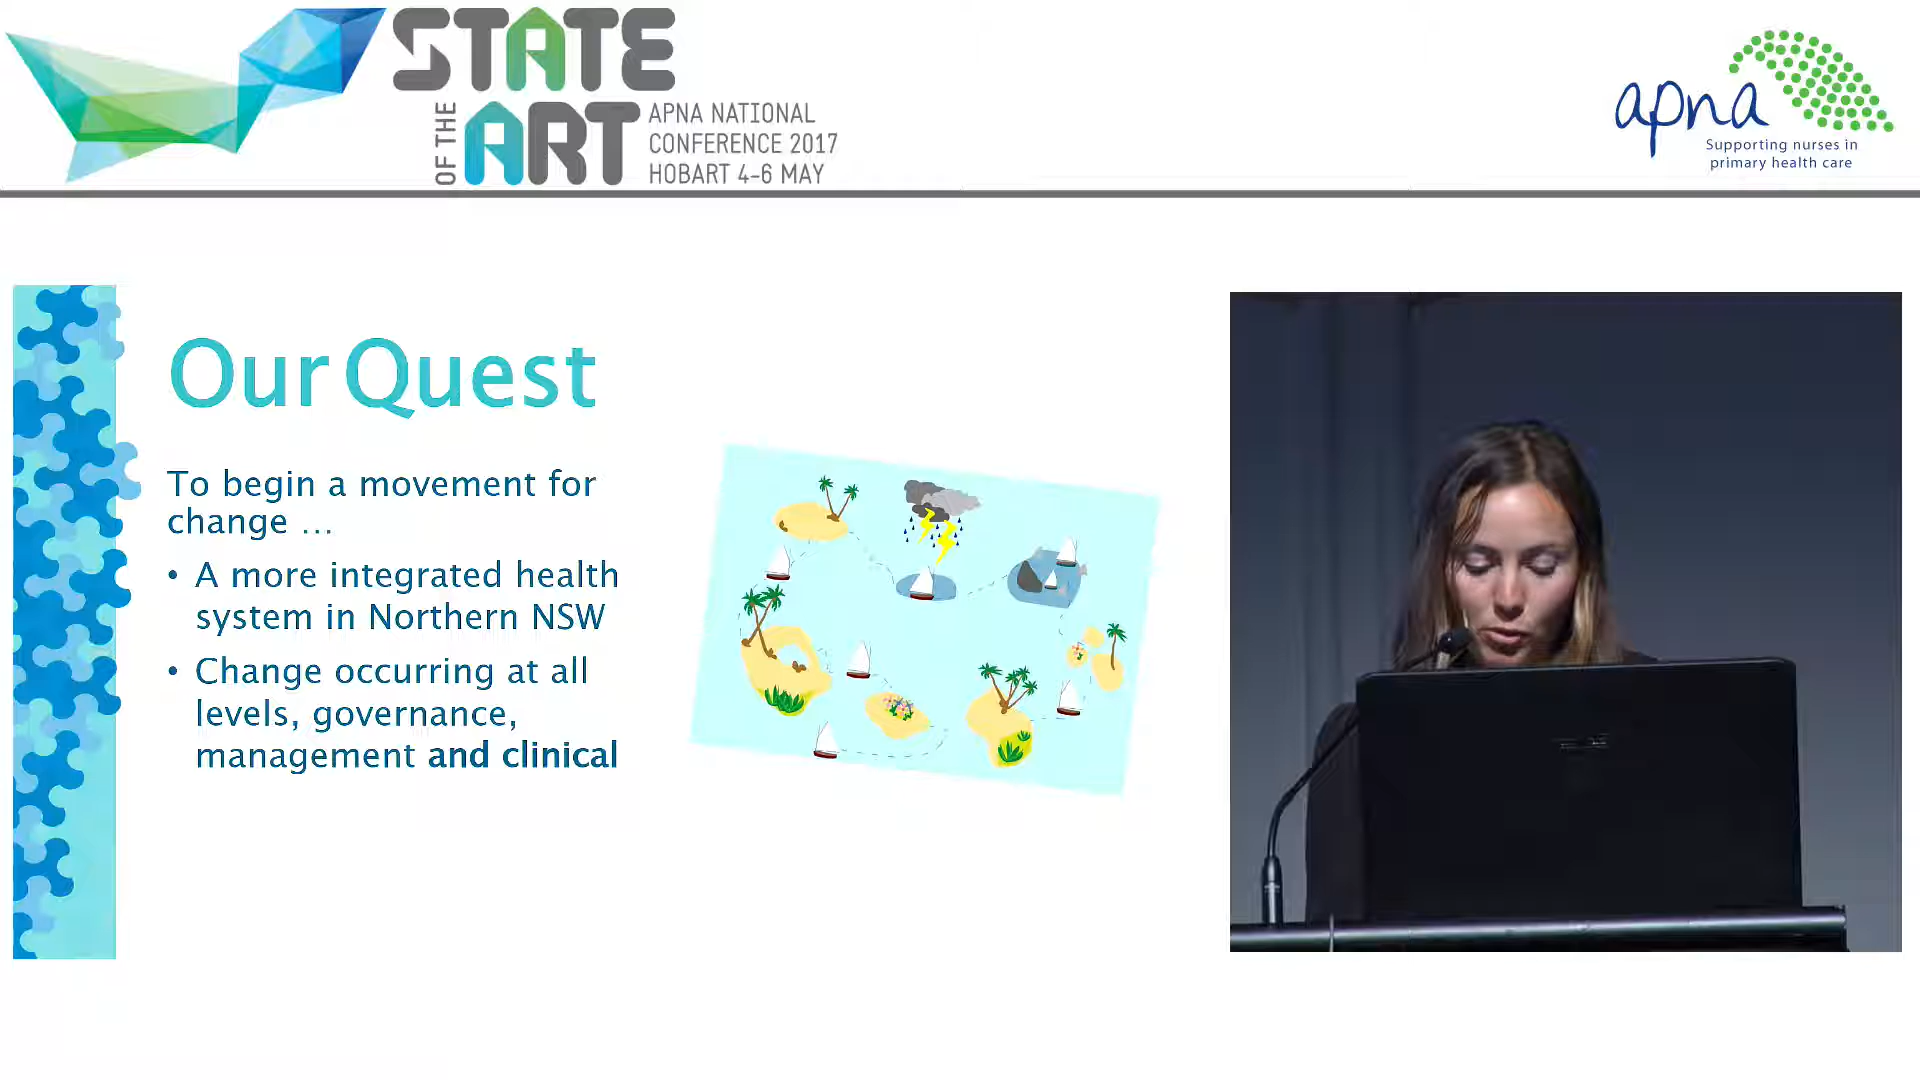 STATE
OF THE
ART
APNA NATIONAL
CONFERENCE 2017
HOBART 4-6 MAY
apna
Supporting nurses in
primary health care
Our Quest
To begin a movement for
change ...
• A more integrated health
system in Northern NSW
• Change occurring at all
levels, governance,
management and clinical